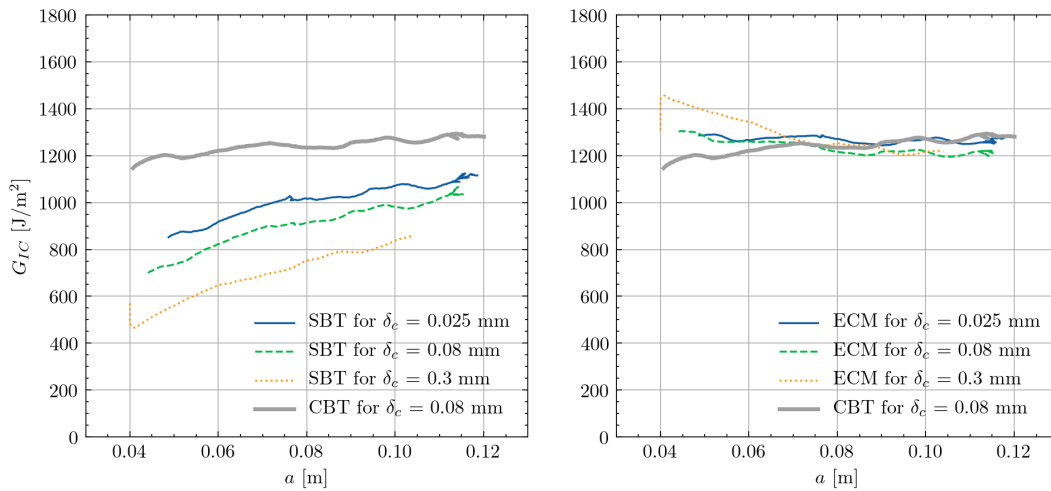 1800
1600
1400
1200
1000
800
600
400
200
0
G_IC [J/m²]
0.04 0.06 0.08 0.10 0.12
a [m]
SBT for δ_c = 0.025 mm
SBT for δ_c = 0.08 mm
SBT for δ_c = 0.3 mm
CBT for δ_c = 0.08 mm
1800
1600
1400
1200
1000
800
600
400
200
0
0.04 0.06 0.08 0.10 0.12
a [m]
ECM for δ_c = 0.025 mm
ECM for δ_c = 0.08 mm
ECM for δ_c = 0.3 mm
CBT for δ_c = 0.08 mm